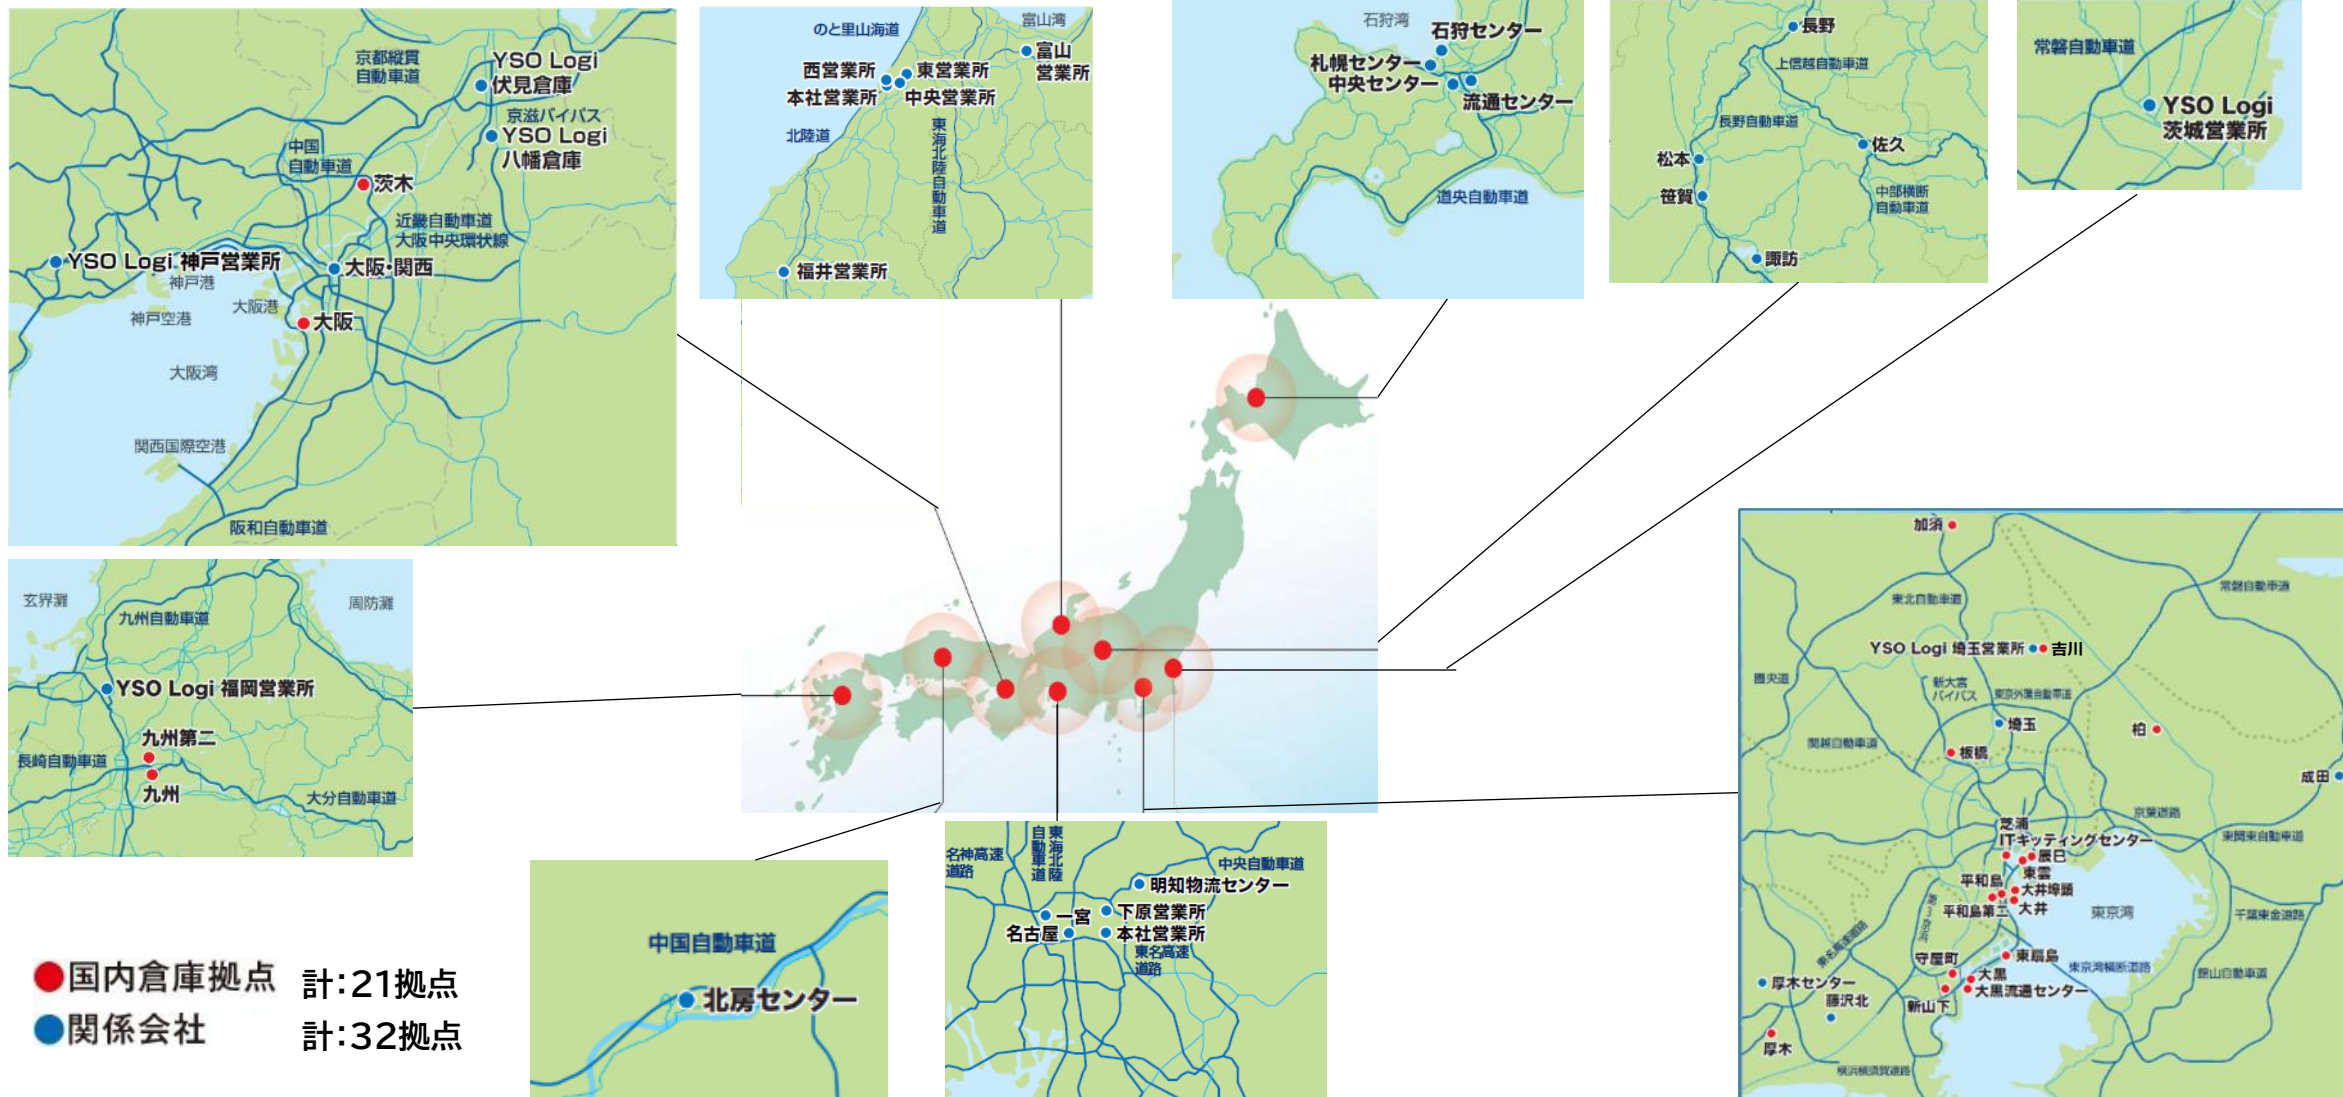 京都縦貫
自動車道
YSO Logi
伏見倉庫
京滋バイパス
YSO Logi
八幡倉庫
中国
自動車道
茨木
近畿自動車道
大阪中央環状線
YSO Logi 神戸営業所
大阪・関西
神戸港
大阪港
神戸空港
大阪
大阪湾
関西国際空港
阪和自動車道
のと里山海道
富山湾
富山
営業所
西営業所
東営業所
本社営業所
中央営業所
北陸道
東海北陸自動車道
福井営業所
石狩湾
石狩センター
札幌センター
中央センター
流通センター
道央自動車道
長野
上信越自動車道
長野自動車道
佐久
松本
笹賀
中部横断
自動車道
諏訪
常磐自動車道
YSO Logi
茨城営業所
玄界灘
周防灘
九州自動車道
YSO Logi 福岡営業所
九州第二
長崎自動車道
九州
大分自動車道
中国自動車道
北房センター
名神高速
道路
東海北陸
自動車道
中央自動車道
明知物流センター
一宮
下原営業所
名古屋
本社営業所
東名高速
道路
加須
常磐自動車道
東北自動車道
YSO Logi 埼玉営業所
吉川
圏央道
新大宮
バイパス
東京外環自動車道
埼玉
柏
関越自動車道
板橋
成田
京葉道路
芝浦
ITキッティングセンター
東関東自動車道
辰巳
東雲
平和島
大井埠頭
平和島第二
大井
第3京浜
東京湾
千葉東金道路
東名高速道路
守屋町
東扇島
大黒
東京湾横断道路
館山自動車道
厚木センター
大黒流通センター
藤沢北
新山下
厚木
横浜横須賀道路
国内倉庫拠点 計：21拠点
関係会社 計：32拠点